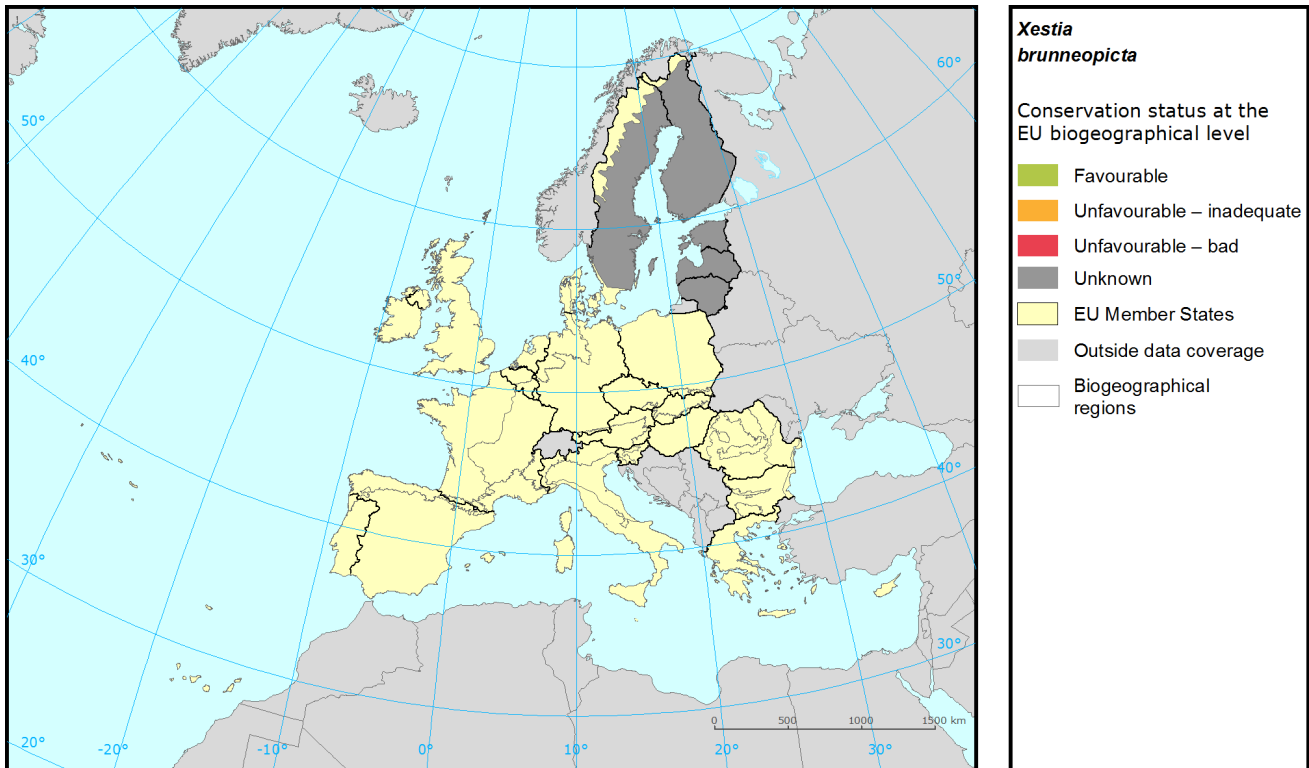 Xestia
brunneopicta
Conservation status at the
EU biogeographical level
Favourable
Unfavourable – inadequate
Unfavourable – bad
Unknown
EU Member States
Outside data coverage
Biogeographical
regions
60°
50°
50°
40°
40°
30°
30°
20°
-20°
-10°
0°
10°
20°
30°
0 500 1000 1500 km